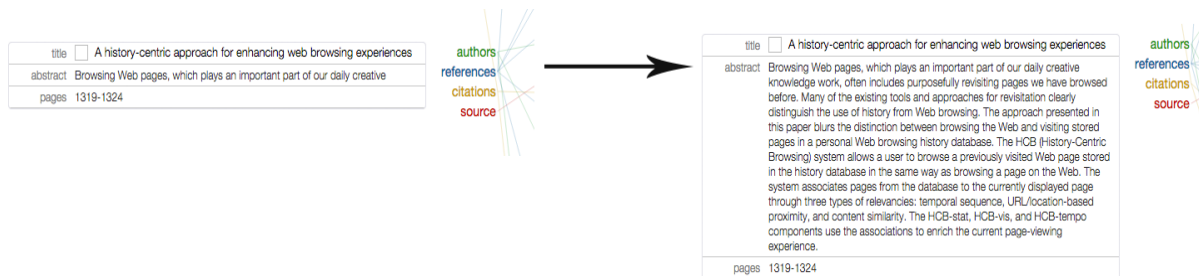 title A history-centric approach for enhancing web browsing experiences
abstract Browsing Web pages, which plays an important part of our daily creative
pages 1319-1324
authors
references
citations
source
title A history-centric approach for enhancing web browsing experiences
abstract Browsing Web pages, which plays an important part of our daily creative
knowledge work, often includes purposefully revisiting pages we have browsed
before. Many of the existing tools and approaches for revisitation clearly
distinguish the use of history from Web browsing. The approach presented in
this paper blurs the distinction between browsing the Web and visiting stored
pages in a personal Web browsing history database. The HCB (History-Centric
Browsing) system allows a user to browse a previously visited Web page stored
in the history database in the same way as browsing a page on the Web. The
system associates pages from the database to the currently displayed page
through three types of relevancies: temporal sequence, URL/location-based
proximity, and content similarity. The HCB-stat, HCB-vis, and HCB-tempo
components use the associations to enrich the current page-viewing
experience.
pages 1319-1324
authors
references
citations
source